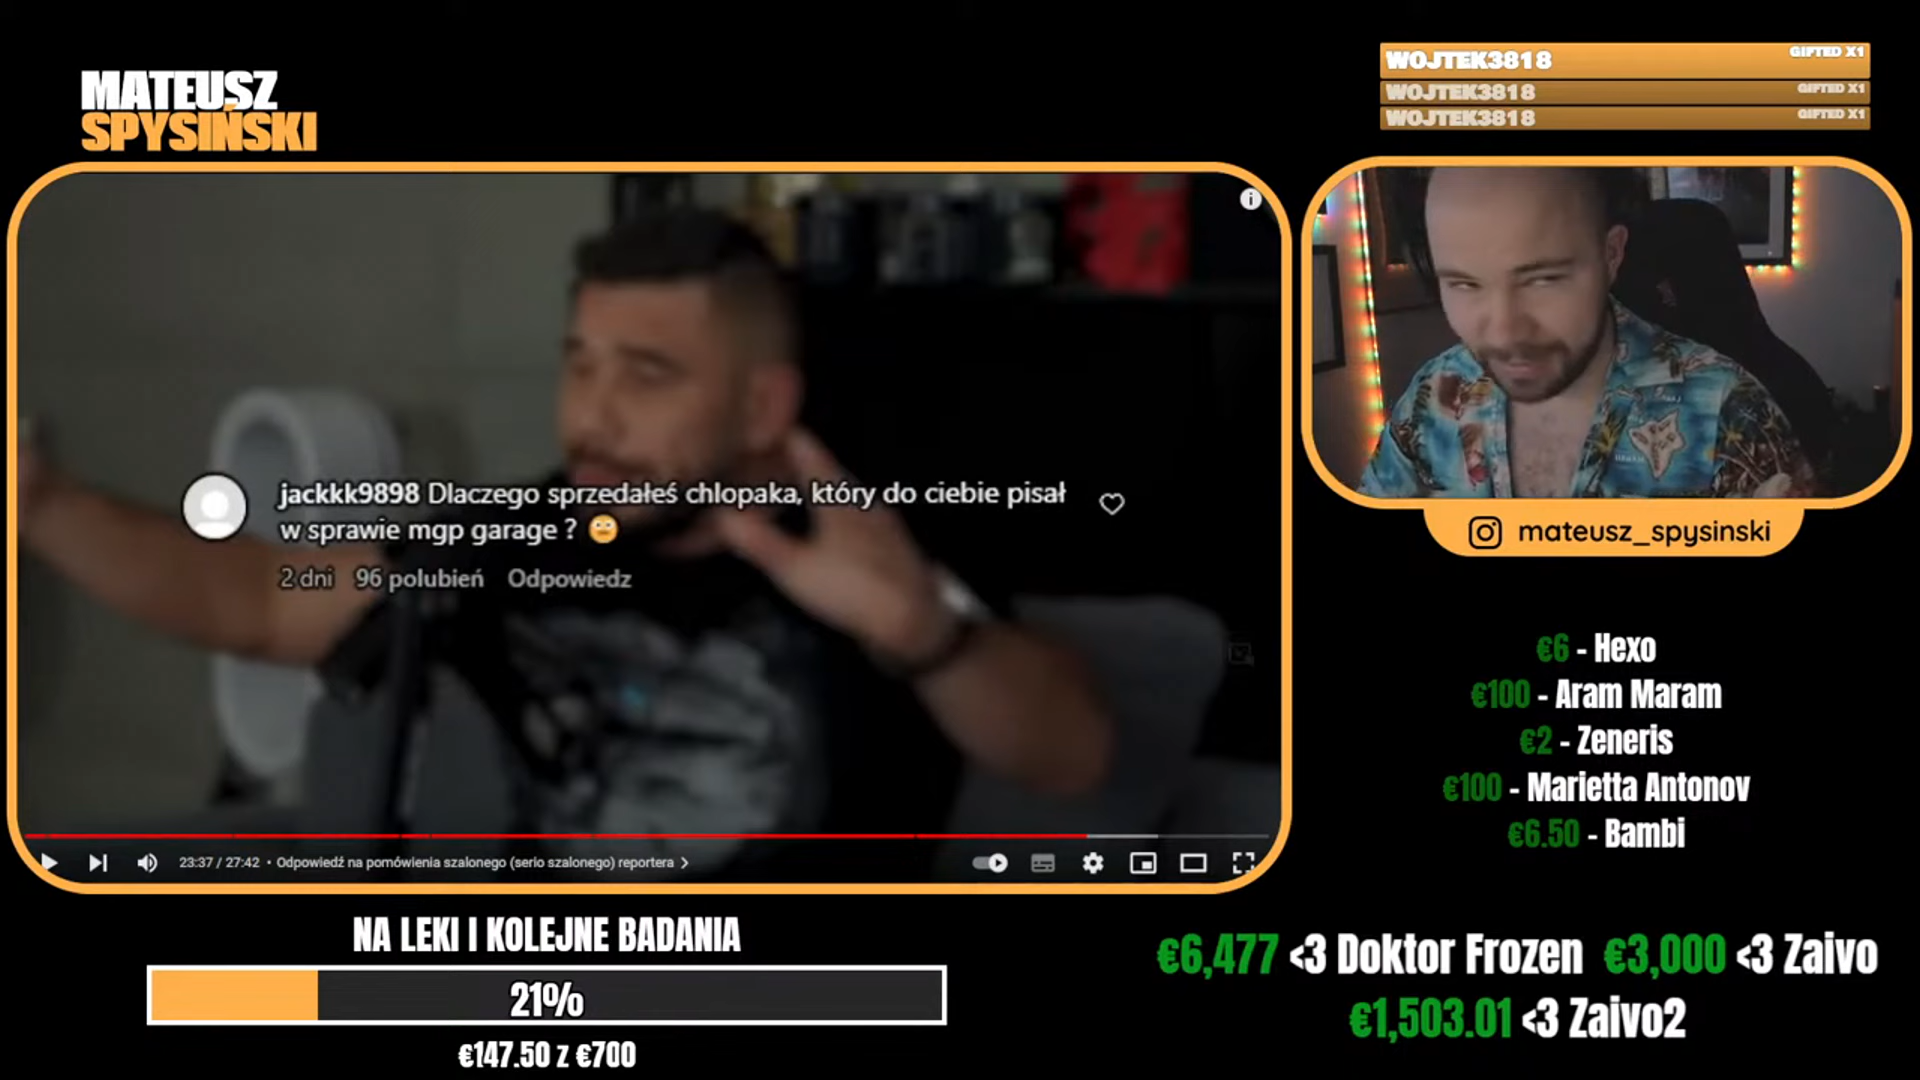 MATEUSZ
SPYSIŃSKI
WOJTEK3818 GIFTED X1
WOJTEK3818 GIFTED X1
WOJTEK3818 GIFTED X1
jackkk9898 Dlaczego sprzedałeś chlopaka, który do ciebie pisał
w sprawie mgp garage ? 😳
2 dni 96 polubień Odpowiedz
23:37 / 27:42 • Odpowiedź na pomówienia szalonego (serio szalonego) reportera
mateusz_spysinski
€6 - Hexo
€100 - Aram Maram
€2 - Zeneris
€100 - Marietta Antonov
€6.50 - Bambi
NA LEKI I KOLEJNE BADANIA
21%
€147.50 z €700
€6,477 <3 Doktor Frozen €3,000 <3 Zaivo
€1,503.01 <3 Zaivo2